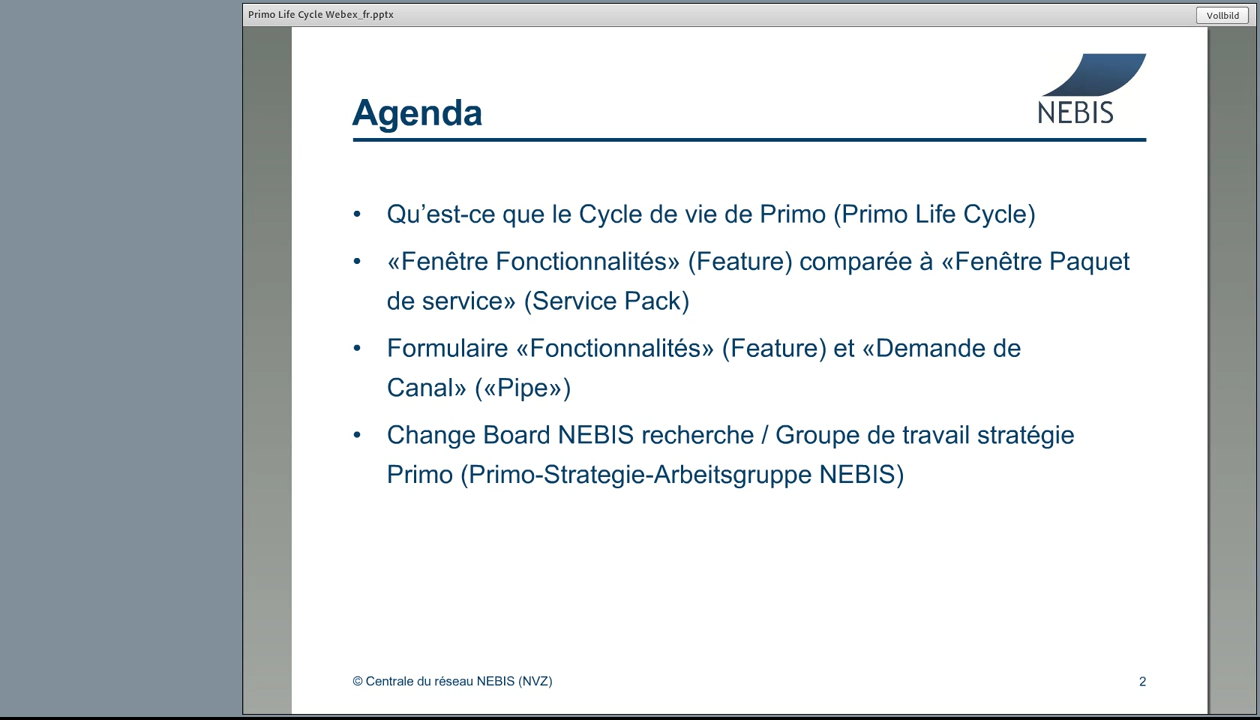 Primo Life Cycle Webex_fr.pptx
Vollbild
NEBIS
Agenda
• Qu’est-ce que le Cycle de vie de Primo (Primo Life Cycle)
• «Fenêtre Fonctionnalités» (Feature) comparée à «Fenêtre Paquet
de service» (Service Pack)
• Formulaire «Fonctionnalités» (Feature) et «Demande de
Canal» («Pipe»)
• Change Board NEBIS recherche / Groupe de travail stratégie
Primo (Primo-Strategie-Arbeitsgruppe NEBIS)
© Centrale du réseau NEBIS (NVZ)
2